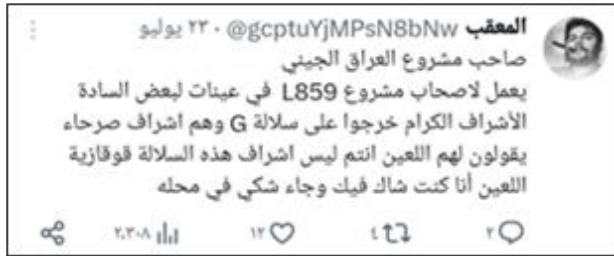 المعقب @gcptuYjMPsN8bNw · ٢٣ يوليو
صاحب مشروع العراق الجيني
يعمل لاصحاب مشروع L859 في عينات لبعض السادة
الأشراف الكرام خرجوا على سلالة G وهم اشراف صرحاء
يقولون لهم اللعين انتم ليس اشراف هذه السلالة قوقازية
اللعين أنا كنت شاك فيك وجاء شكي في محله
٢ ٤ ١٢ ٢,٣٠٨